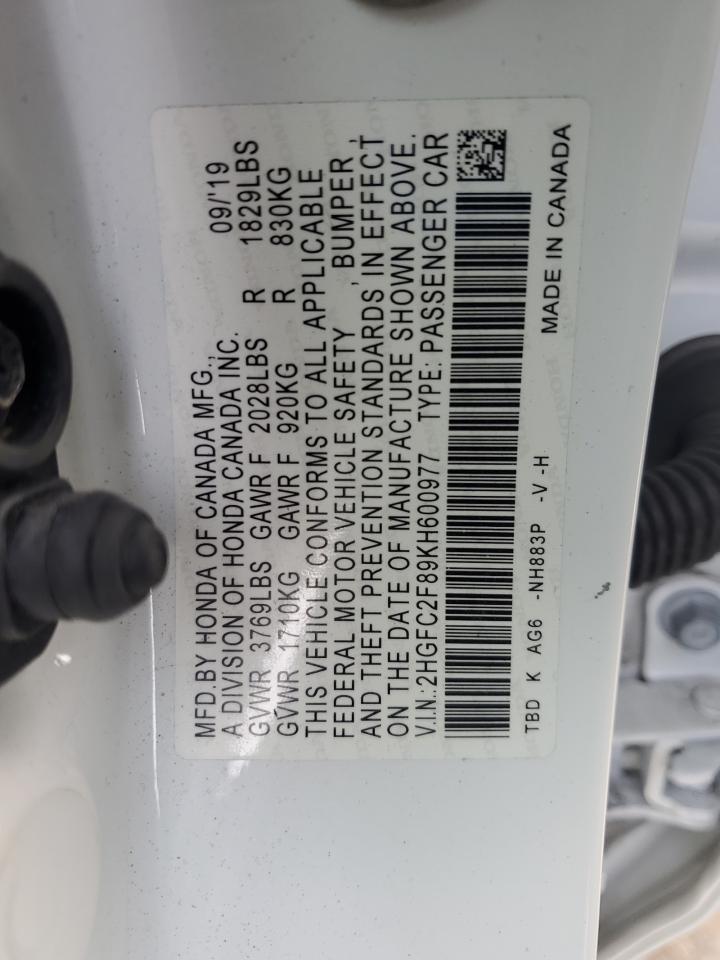 MFD.BY HONDA OF CANADA MFG., 09/'19
A DIVISION OF HONDA CANADA INC.
GVWR 3769LBS GAWR F 2028LBS R 1829LBS
GVWR 1710KG GAWR F 920KG R 830KG
THIS VEHICLE CONFORMS TO ALL APPLICABLE
FEDERAL MOTOR VEHICLE SAFETY , BUMPER ,
AND THEFT PREVENTION STANDARDS IN EFFECT
ON THE DATE OF MANUFACTURE SHOWN ABOVE.
V.I.N.:2HGFC2F89KH600977 TYPE: PASSENGER CAR
TBD K AG6 -NH883P -V -H MADE IN CANADA